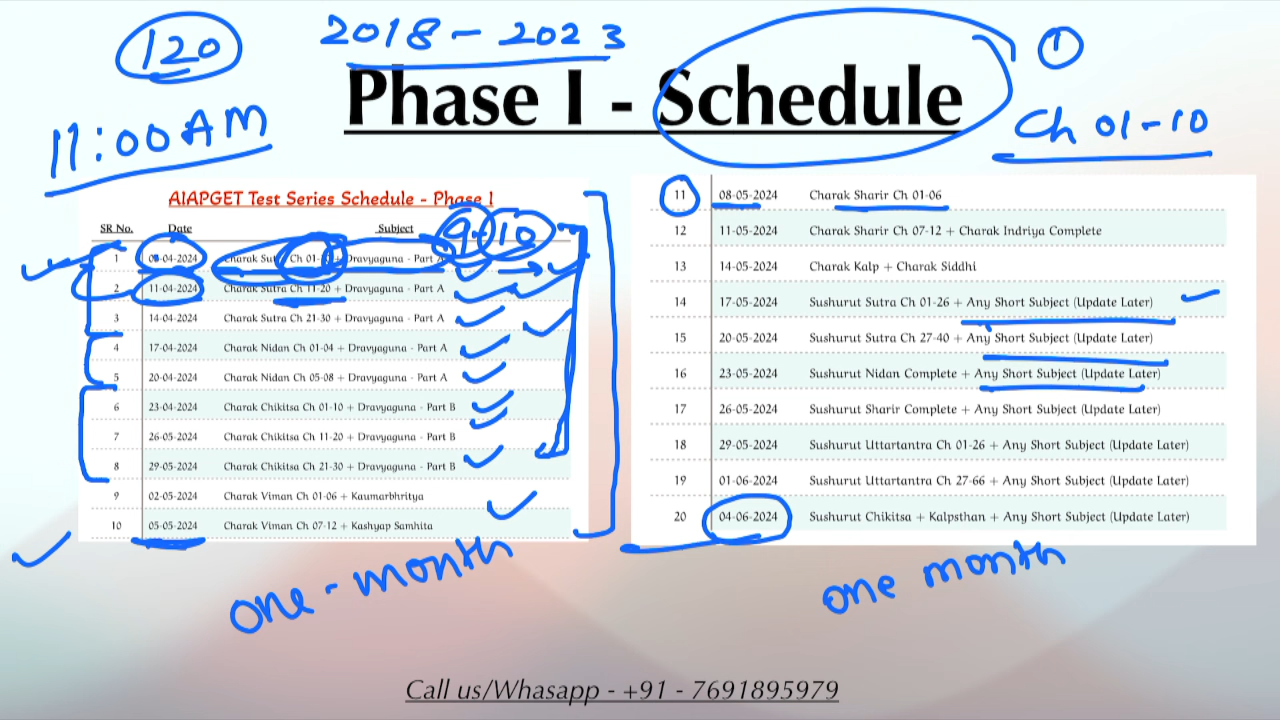 120
2018 - 2023
1
Phase I - Schedule
11:00 AM
Ch 01-10
AIAPGET Test Series Schedule - Phase I
9 10
SR No. Date Subject
1 -04-2024 Charak Ch 01- + Dravyaguna - Part A
2 11-04-2024 Charak Sutra Ch 11-20 + Dravyaguna - Part A
3 14-04-2024 Charak Sutra Ch 21-30 + Dravyaguna - Part A
4 17-04-2024 Charak Nidan Ch 01-04 + Dravyaguna - Part A
5 20-04-2024 Charak Nidan Ch 05-08 + Dravyaguna - Part A
6 23-04-2024 Charak Chikitsa Ch 01-10 + Dravyaguna - Part B
7 26-05-2024 Charak Chikitsa Ch 11-20 + Dravyaguna - Part B
8 29-05-2024 Charak Chikitsa Ch 21-30 + Dravyaguna - Part B
9 02-05-2024 Charak Viman Ch 01-06 + Kaumarbhritya
10 05-05-2024 Charak Viman Ch 07-12 + Kashyap Samhita
one - month
11 08-05-2024 Charak Sharir Ch 01-06
12 11-05-2024 Charak Sharir Ch 07-12 + Charak Indriya Complete
13 14-05-2024 Charak Kalp + Charak Siddhi
14 17-05-2024 Sushurut Sutra Ch 01-26 + Any Short Subject (Update Later)
15 20-05-2024 Sushurut Sutra Ch 27-40 + Any Short Subject (Update Later)
16 23-05-2024 Sushurut Nidan Complete + Any Short Subject (Update Later)
17 26-05-2024 Sushurut Sharir Complete + Any Short Subject (Update Later)
18 29-05-2024 Sushurut Uttartantra Ch 01-26 + Any Short Subject (Update Later)
19 01-06-2024 Sushurut Uttartantra Ch 27-66 + Any Short Subject (Update Later)
20 04-06-2024 Sushurut Chikitsa + Kalpsthan + Any Short Subject (Update Later)
one month
Call us/Whasapp - +91 - 7691895979